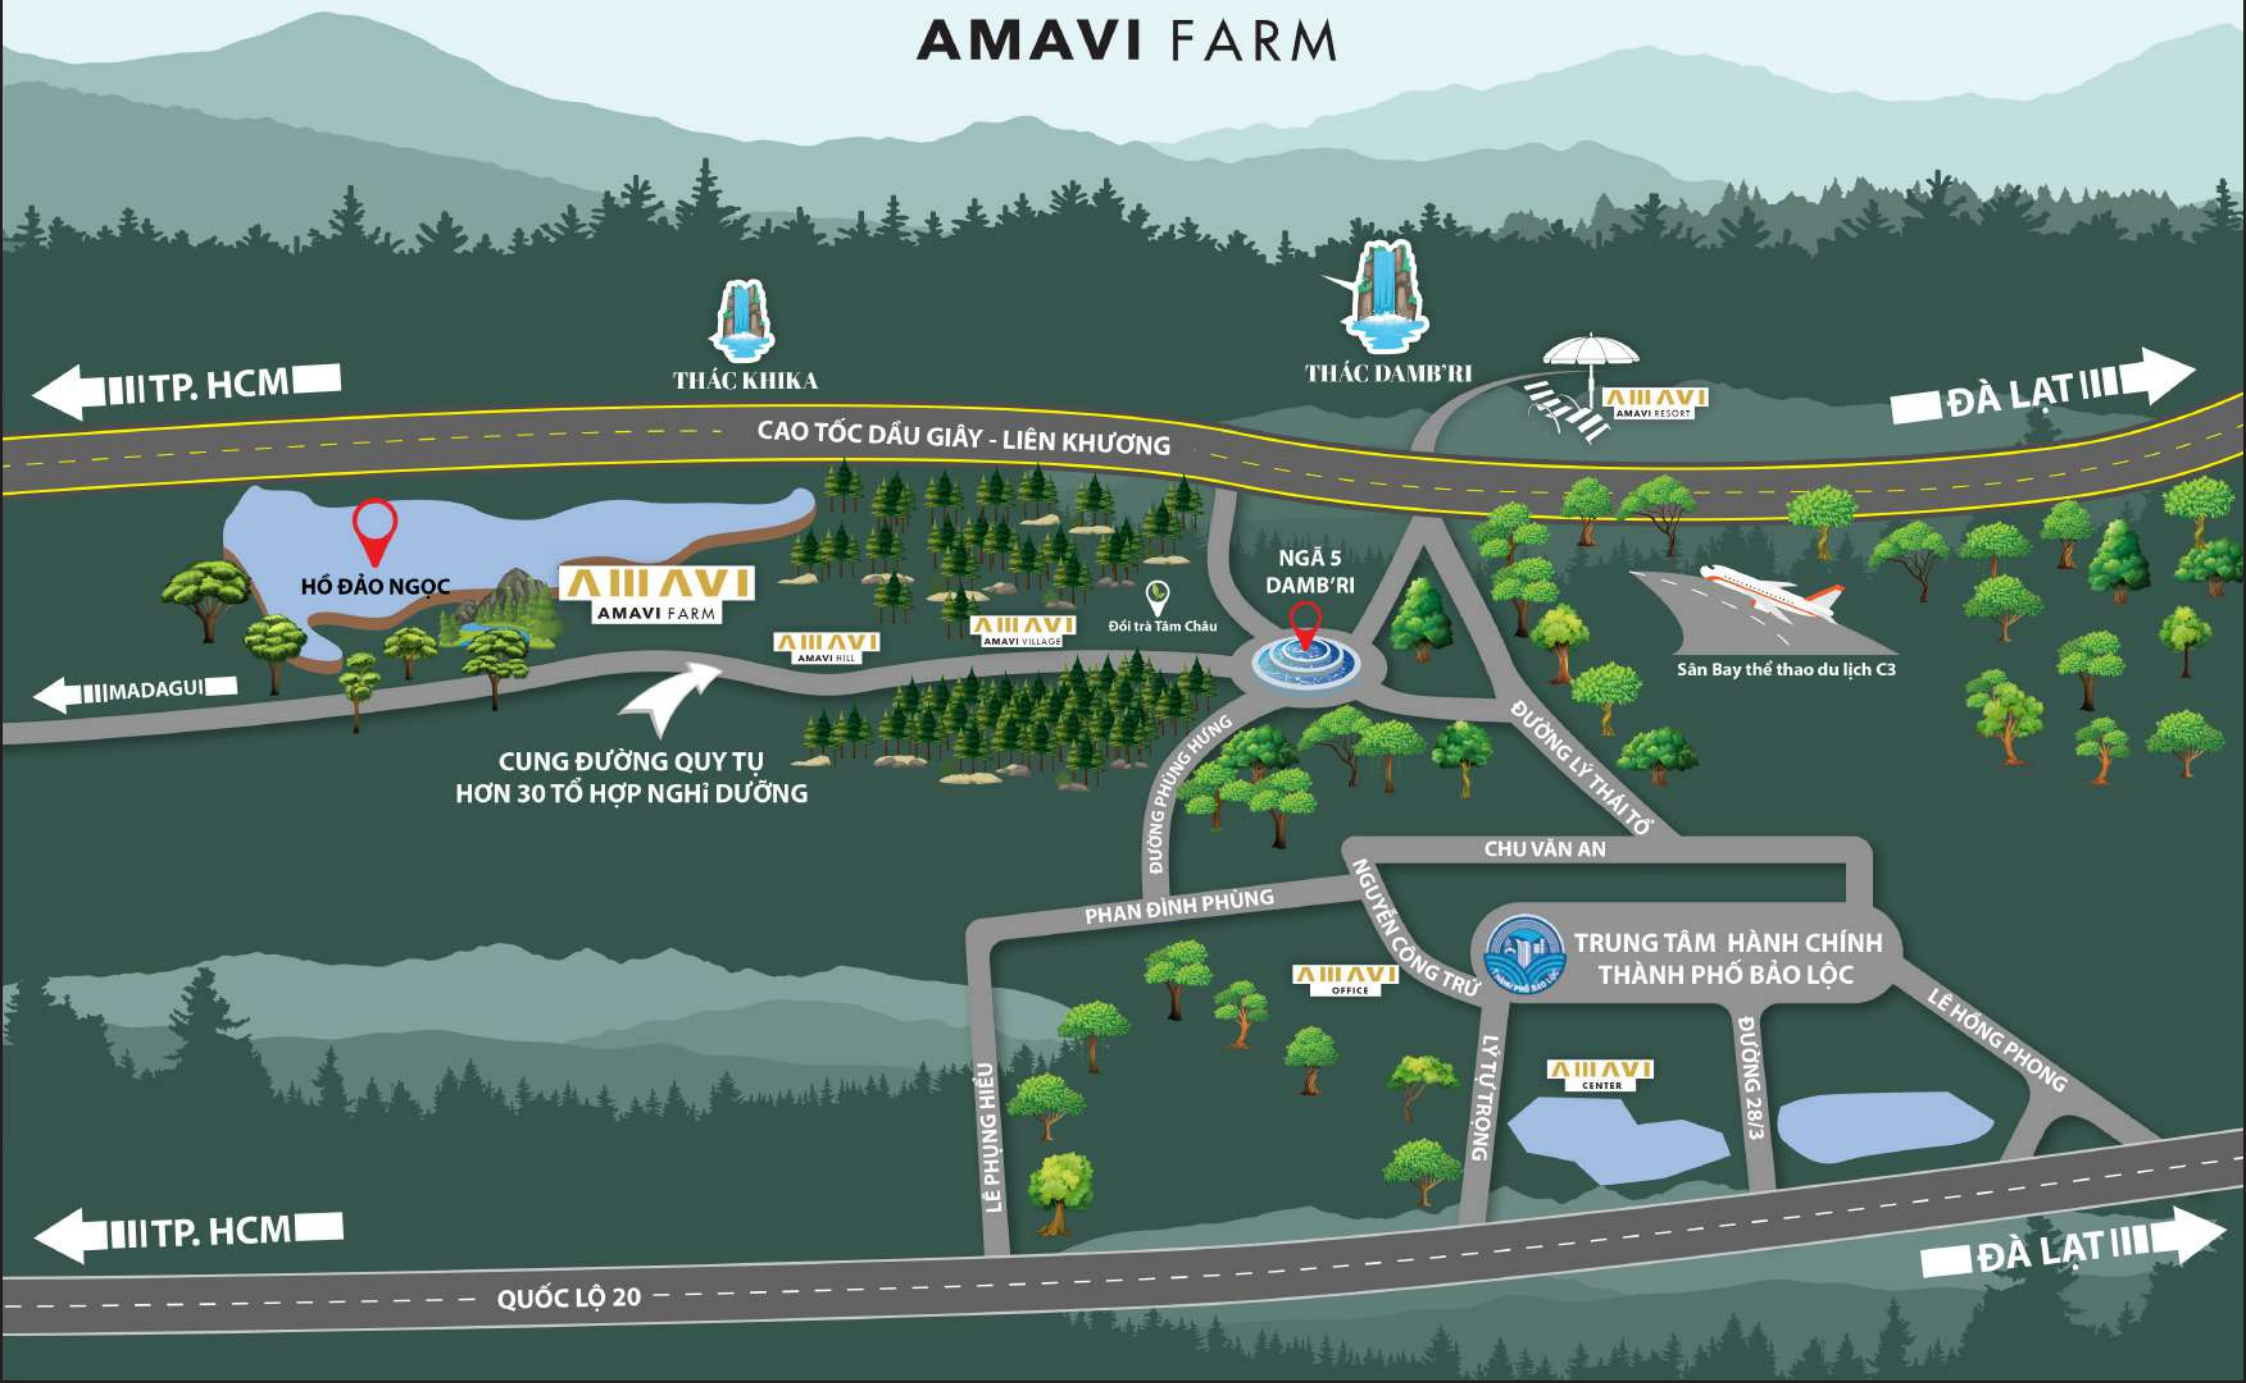 AMAVI FARM
THÁC KHIKA
THÁC DAMB'RI
TP. HCM
ĐÀ LẠT
AMAVI
AMAVI RESORT
CAO TỐC DẦU GIÂY - LIÊN KHƯƠNG
HỒ ĐẢO NGỌC
AMAVI
AMAVI FARM
NGÃ 5
DAMB'RI
AMAVI
AMAVI HILL
AMAVI
AMAVI VILLAGE
Đồi trà Tâm Châu
Sân Bay thể thao du lịch C3
MADAGUI
CUNG ĐƯỜNG QUY TỤ
HƠN 30 TỔ HỢP NGHỈ DƯỠNG
ĐƯỜNG PHÙNG HƯNG
ĐƯỜNG LÝ THÁI TỔ
CHU VĂN AN
PHAN ĐÌNH PHÙNG
NGUYỄN CÔNG TRỨ
THÀNH PHỐ BẢO LỘC
TRUNG TÂM HÀNH CHÍNH
THÀNH PHỐ BẢO LỘC
AMAVI
OFFICE
LÊ HỒNG PHONG
LÊ PHỤNG HIỂU
LÝ TỰ TRỌNG
AMAVI
CENTER
ĐƯỜNG 28/3
TP. HCM
ĐÀ LẠT
QUỐC LỘ 20